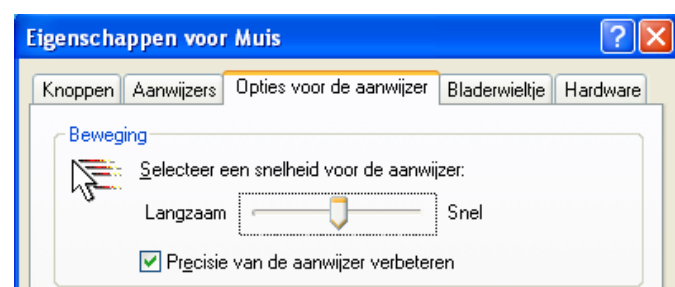 Eigenschappen voor Muis
Knoppen Aanwijzers Opties voor de aanwijzer Bladerwieltje Hardware
Beweging
Selecteer een snelheid voor de aanwijzer:
Langzaam Snel
Precisie van de aanwijzer verbeteren